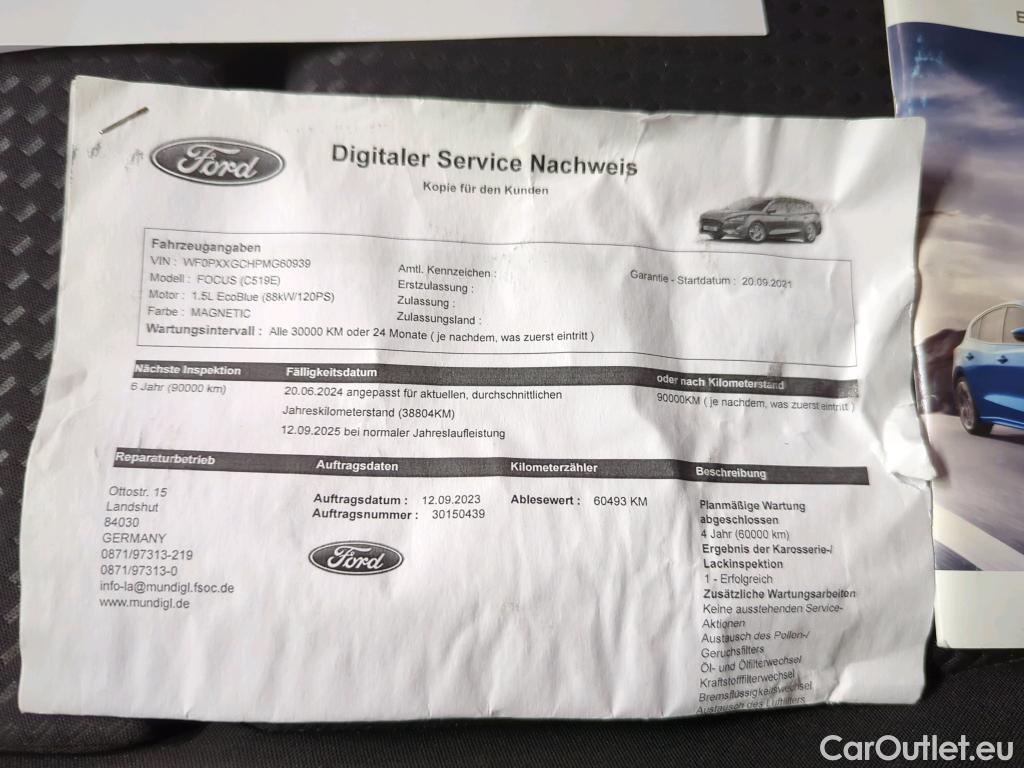 Ford
Digitaler Service Nachweis
Kopie für den Kunden
Fahrzeugangaben
VIN : WF0PXXGCHPMG60939
Modell : FOCUS (C519E)
Motor : 1.5L EcoBlue (88kW/120PS)
Farbe : MAGNETIC
Amtl. Kennzeichen :
Erstzulassung :
Zulassung :
Zulassungsland :
Garantie - Startdatum : 20.09.2021
Wartungsintervall : Alle 30000 KM oder 24 Monate ( je nachdem, was zuerst eintritt )
Nächste Inspektion Fälligkeitsdatum oder nach Kilometerstand
6 Jahr (90000 km)
20.06.2024 angepasst für aktuellen, durchschnittlichen
Jahreskilometerstand (38804KM)
12.09.2025 bei normaler Jahreslaufleistung
90000KM ( je nachdem, was zuerst eintritt )
Reparaturbetrieb Auftragsdaten Kilometerzähler Beschreibung
Ottostr. 15
Landshut
84030
GERMANY
0871/97313-219
0871/97313-0
info-la@mundigl.fsoc.de
www.mundigl.de
Auftragsdatum : 12.09.2023
Auftragsnummer : 30150439
Ford
Ablesewert : 60493 KM
Planmäßige Wartung
abgeschlossen
4 Jahr (60000 km)
Ergebnis der Karosserie-/
Lackinspektion
1 - Erfolgreich
Zusätzliche Wartungsarbeiten
Keine ausstehenden Service-
Aktionen
Austausch des Pollen-/
Geruchsfilters
Öl- und Ölfilterwechsel
Kraftstofffilterwechsel
Bremsflüssigkeitswechsel
Austausch des Luftfilters
CarOutlet.eu